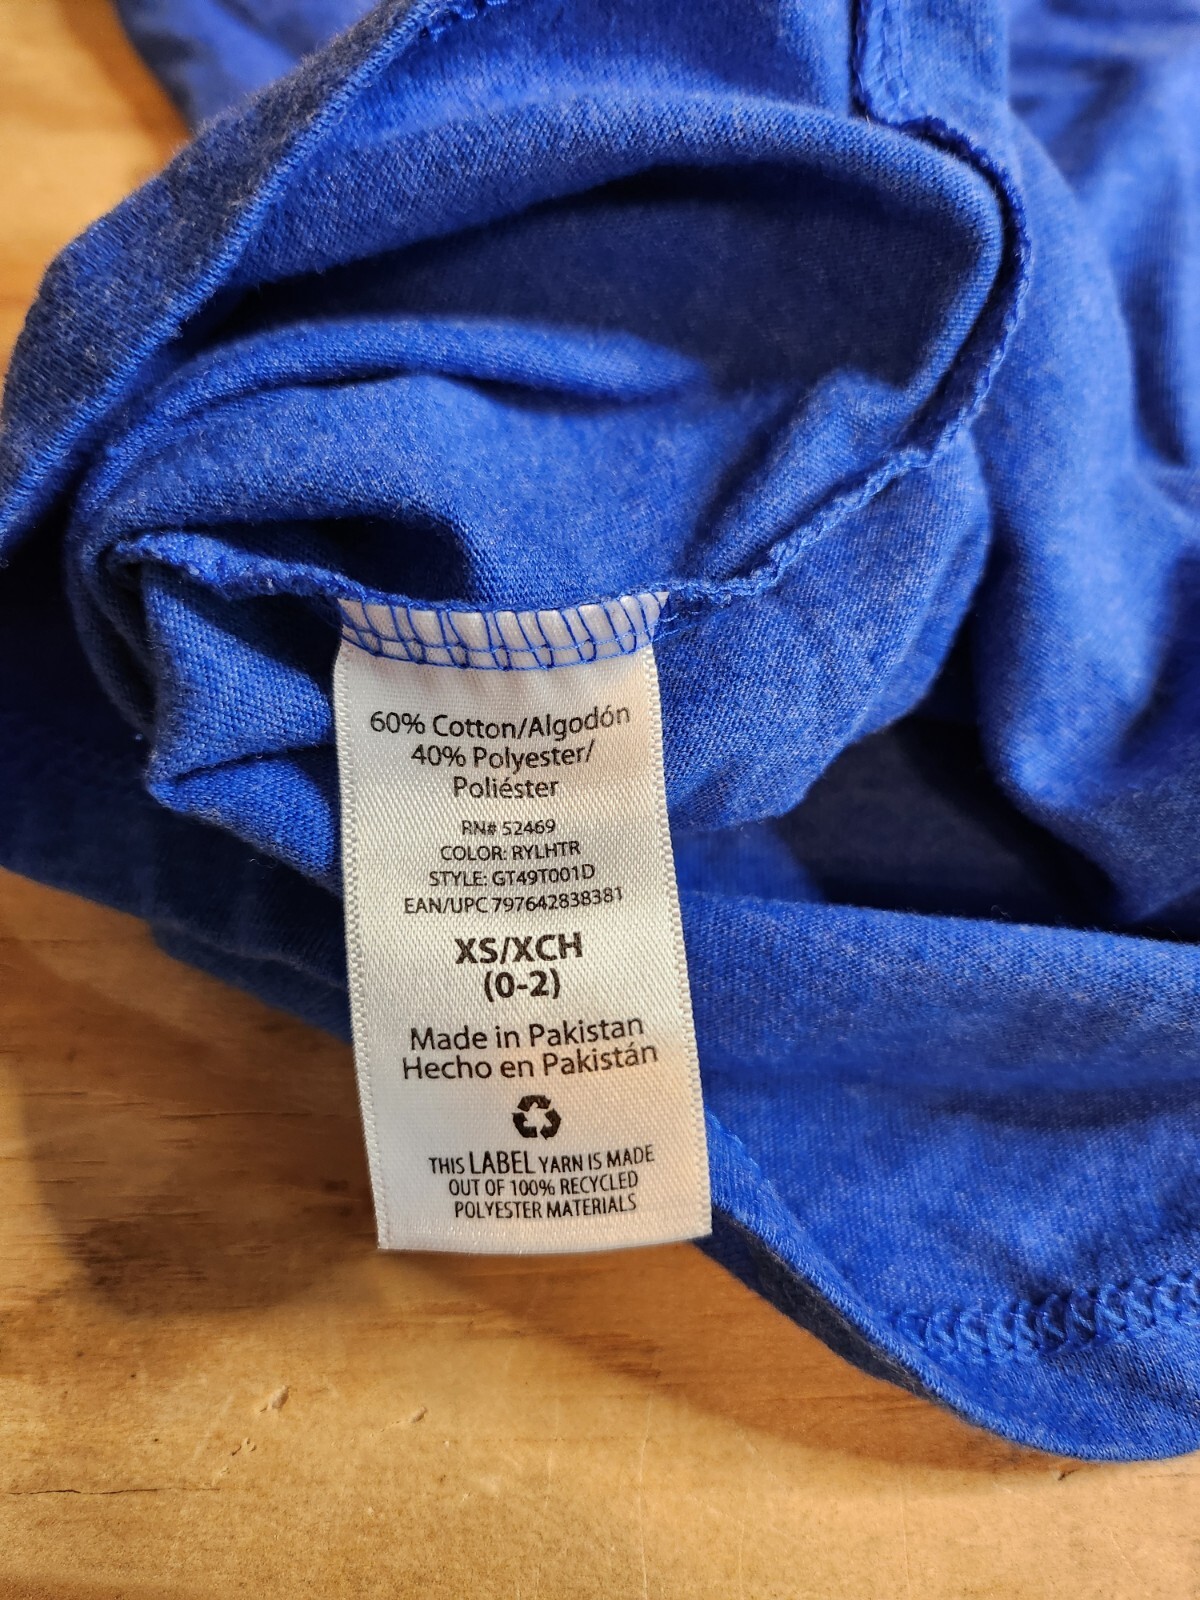 60% Cotton/Algodón
40% Polyester/
Poliéster
RN# 52469
COLOR: RYLHTR
STYLE: GT49T001D
EAN/UPC 797642838381
XS/XCH
(0-2)
Made in Pakistan
Hecho en Pakistán
THIS LABEL YARN IS MADE
OUT OF 100% RECYCLED
POLYESTER MATERIALS